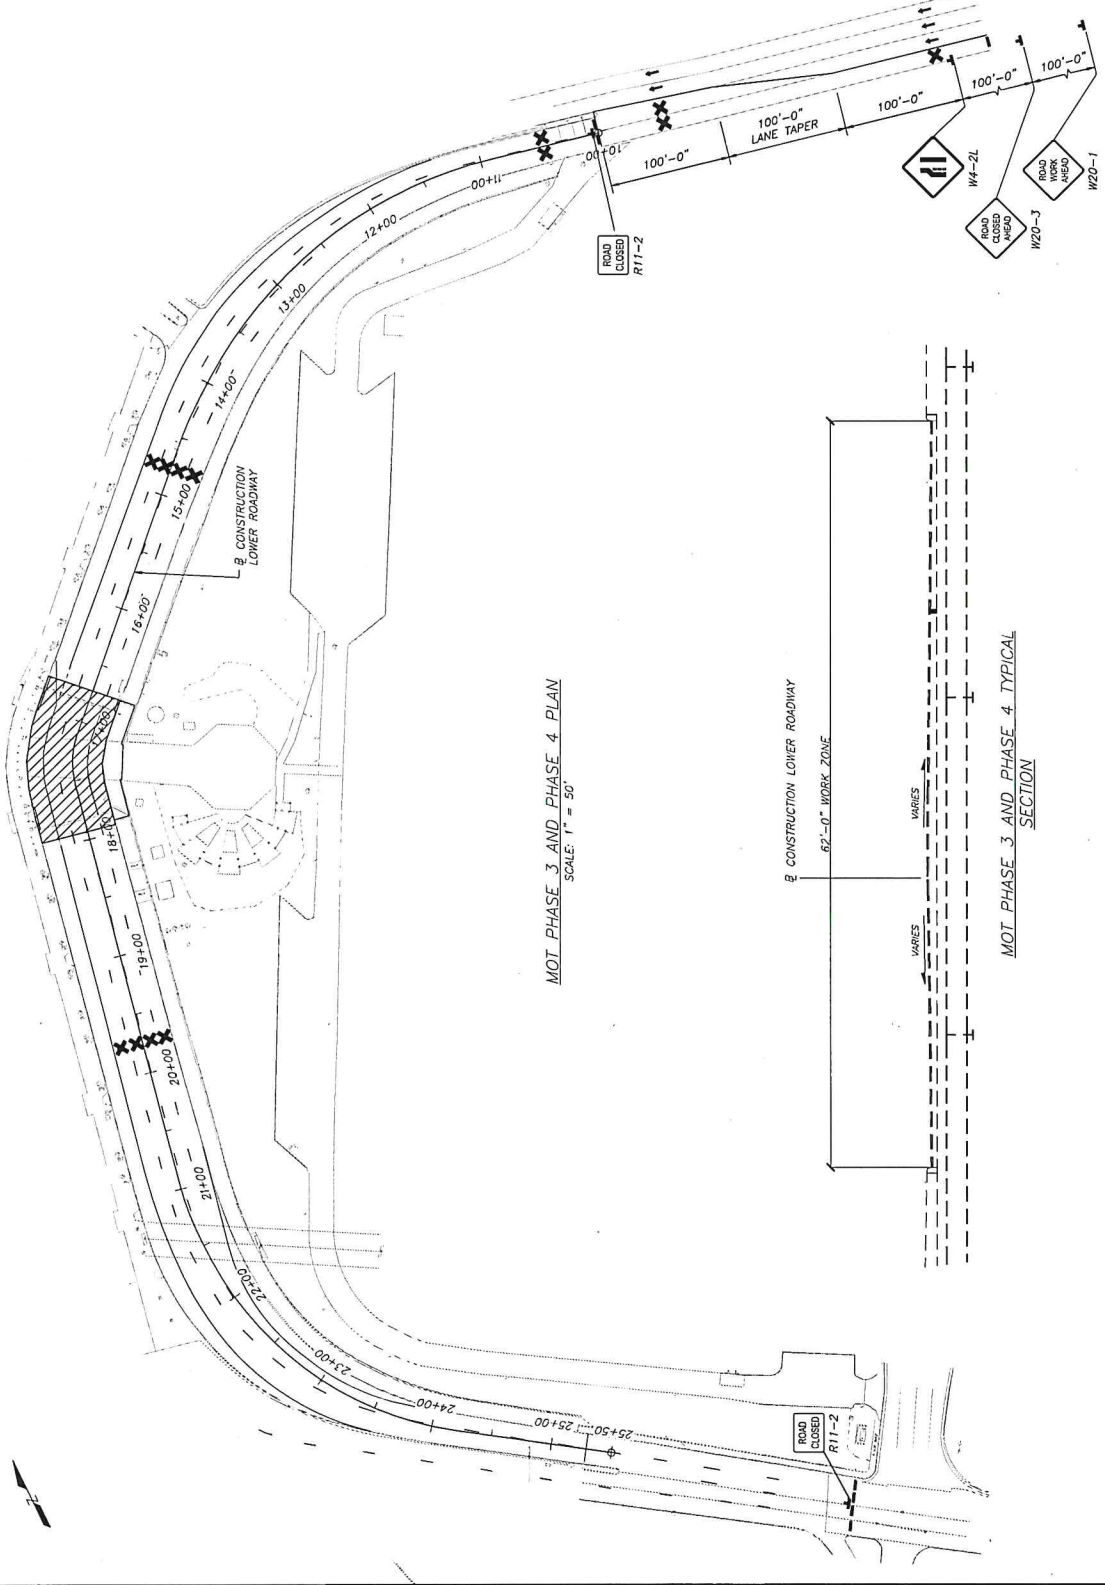 100'-0"
100'-0"
100'-0"
100'-0"
LANE TAPER
100'-0"
W4-2L
ROAD
CLOSED
AHEAD
W20-3
ROAD
WORK
AHEAD
W20-1
ROAD
CLOSED
R11-2
10+00
11+00
12+00
13+00
14+00
15+00
16+00
17+00
18+00
19+00
20+00
21+00
22+00
23+00
24+00
25+00
25+50
℄ CONSTRUCTION
LOWER ROADWAY
MOT PHASE 3 AND PHASE 4 PLAN
SCALE: 1" = 50'
℄ CONSTRUCTION LOWER ROADWAY
62'-0" WORK ZONE
VARIES
VARIES
MOT PHASE 3 AND PHASE 4 TYPICAL
SECTION
ROAD
CLOSED
R11-2
N